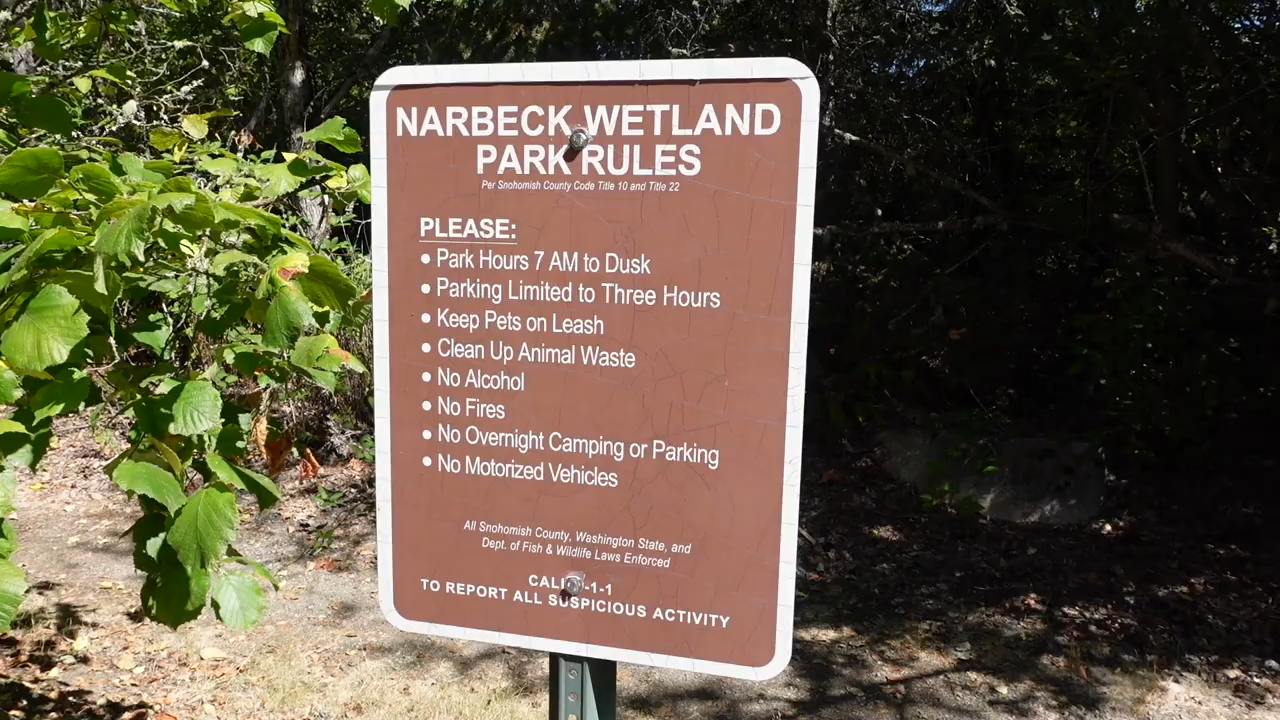 NARBECK WETLAND
PARK RULES
Per Snohomish County Code Title 10 and Title 22
PLEASE:
• Park Hours 7 AM to Dusk
• Parking Limited to Three Hours
• Keep Pets on Leash
• Clean Up Animal Waste
• No Alcohol
• No Fires
• No Overnight Camping or Parking
• No Motorized Vehicles
All Snohomish County, Washington State, and
Dept. of Fish & Wildlife Laws Enforced
CALL -1-1
TO REPORT ALL SUSPICIOUS ACTIVITY